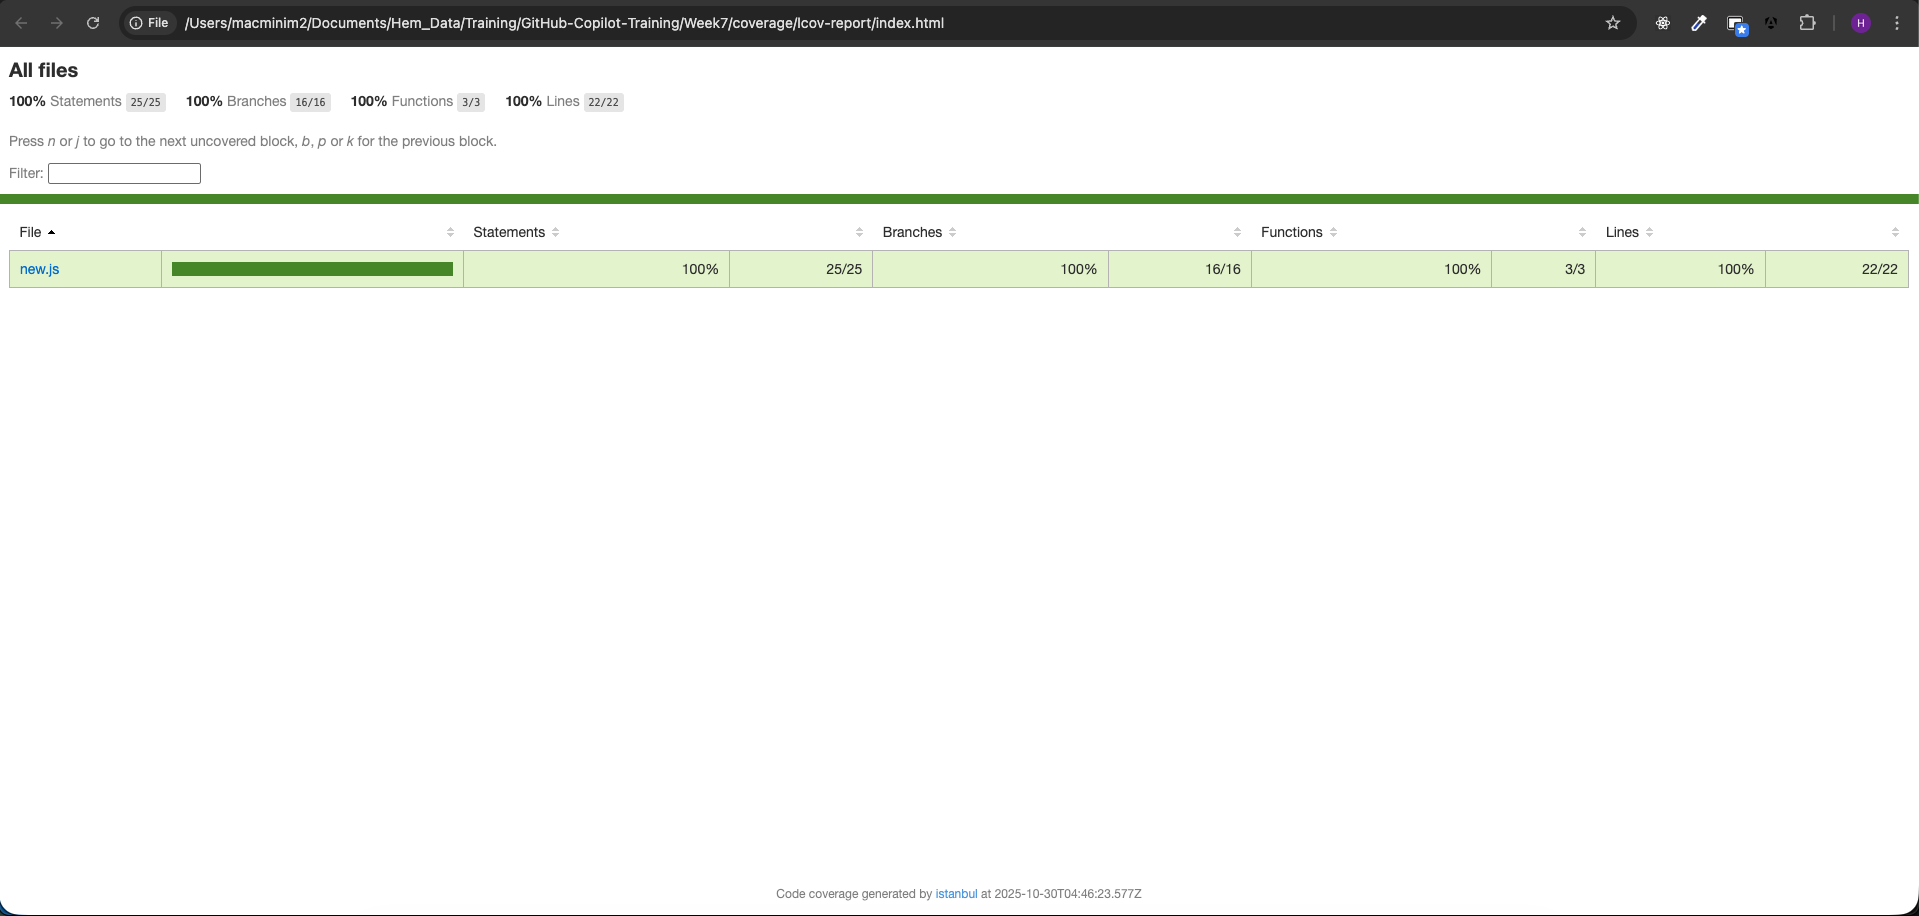 File /Users/macminim2/Documents/Hem_Data/Training/GitHub-Copilot-Training/Week7/coverage/lcov-report/index.html H
All files
100% Statements 25/25 100% Branches 16/16 100% Functions 3/3 100% Lines 22/22
Press n or j to go to the next uncovered block, b, p or k for the previous block.
Filter:
File Statements Branches Functions Lines
new.js 100% 25/25 100% 16/16 100% 3/3 100% 22/22
Code coverage generated by istanbul at 2025-10-30T04:46:23.577Z